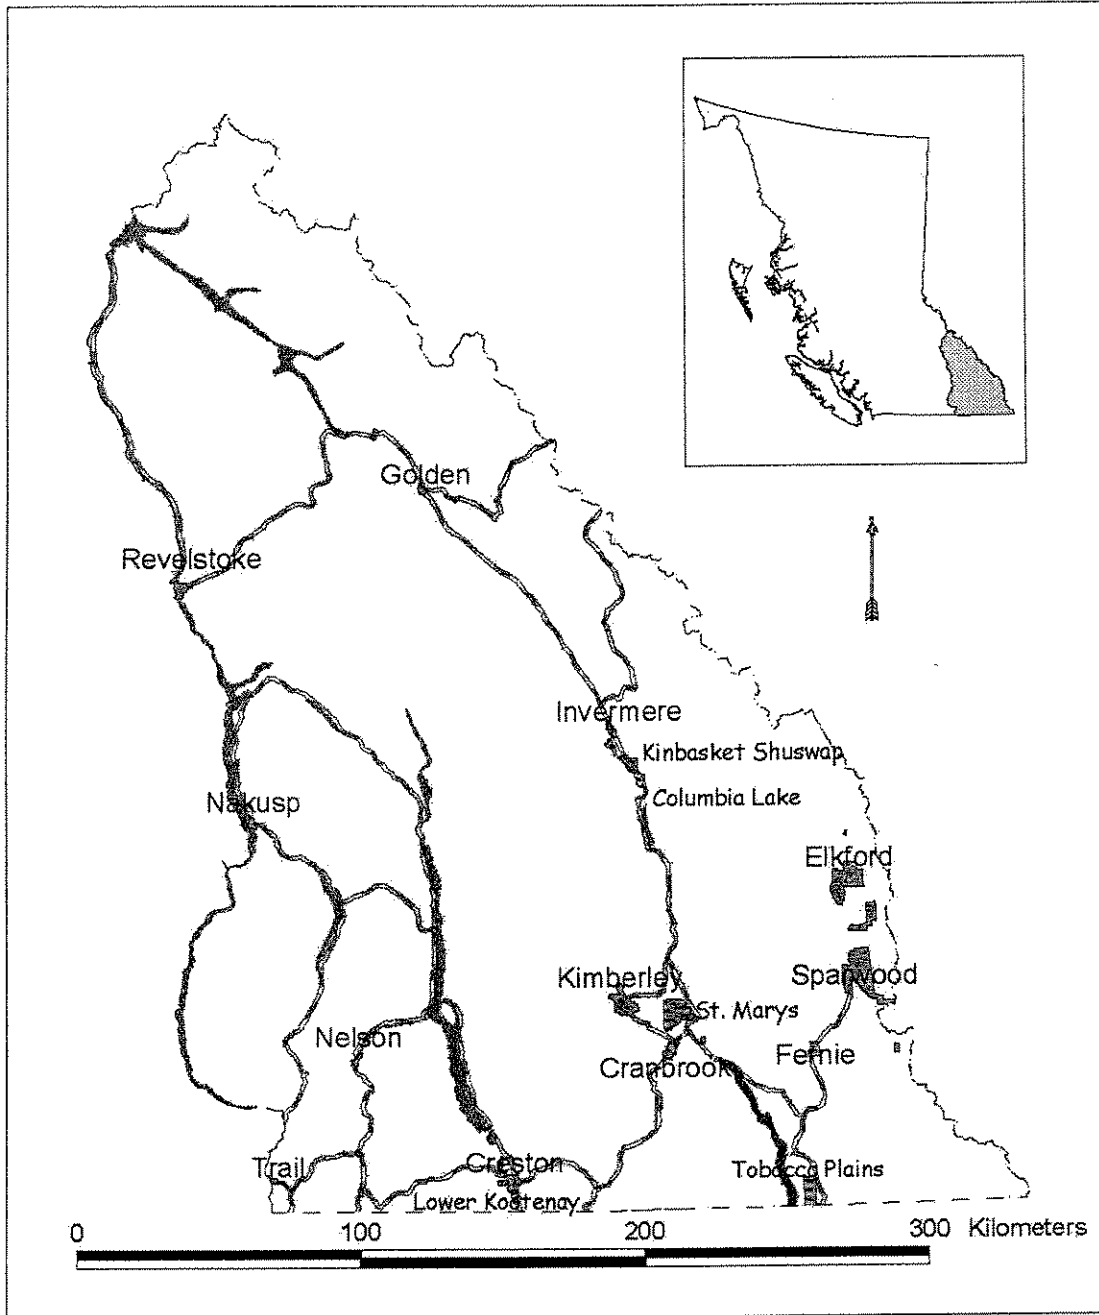 Golden
Revelstoke
Invermere
Kinbasket Shuswap
Columbia Lake
Nakusp
Elkford
Kimberley
Sparwood
St. Marys
Nelson
Fernie
Cranbrook
Trail
Creston
Tobacco Plains
Lower Kootenay
0 100 200 300 Kilometers